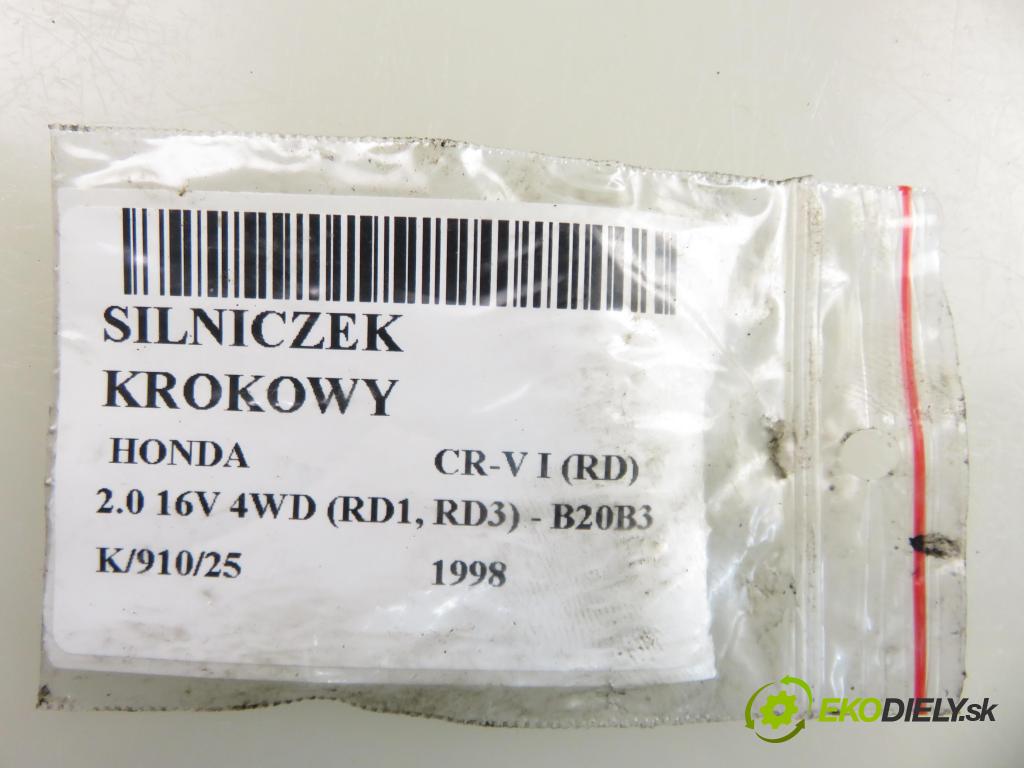 SILNICZEK
KROKOWY
HONDA CR-V I (RD)
2.0 16V 4WD (RD1, RD3) - B20B3
K/910/25 1998
EKODIELY.sk